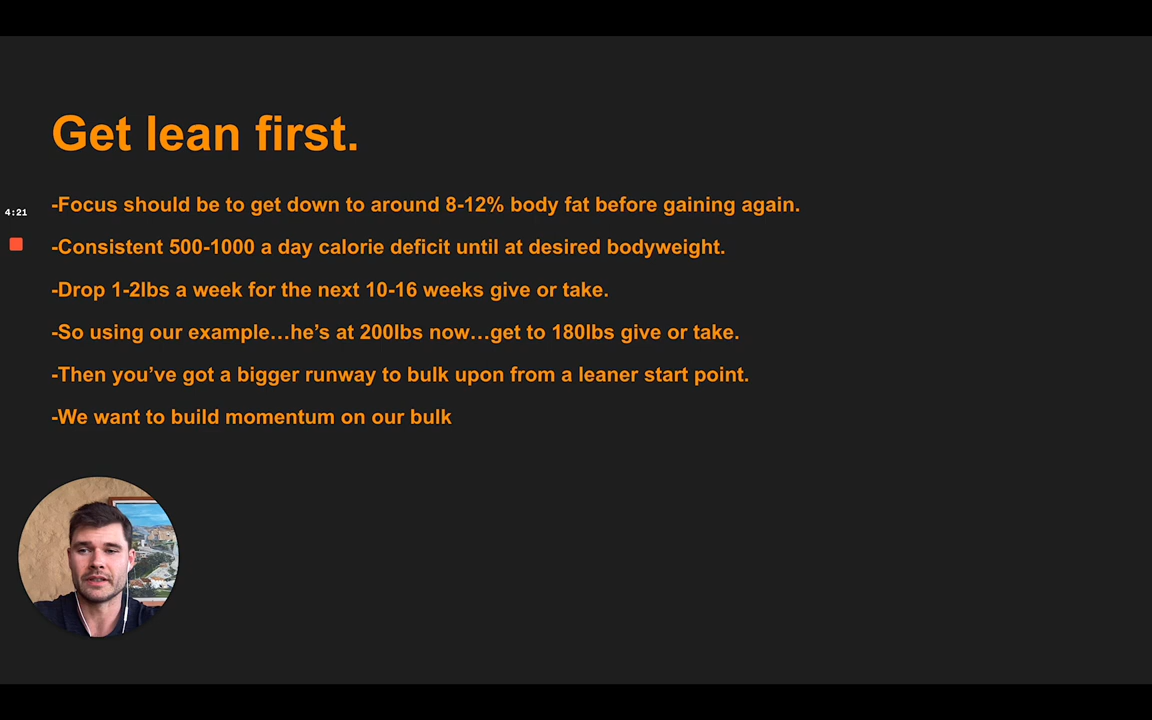 Get lean first.
-Focus should be to get down to around 8-12% body fat before gaining again.
4:21
-Consistent 500-1000 a day calorie deficit until at desired bodyweight.
-Drop 1-2lbs a week for the next 10-16 weeks give or take.
-So using our example…he’s at 200lbs now…get to 180lbs give or take.
-Then you’ve got a bigger runway to bulk upon from a leaner start point.
-We want to build momentum on our bulk